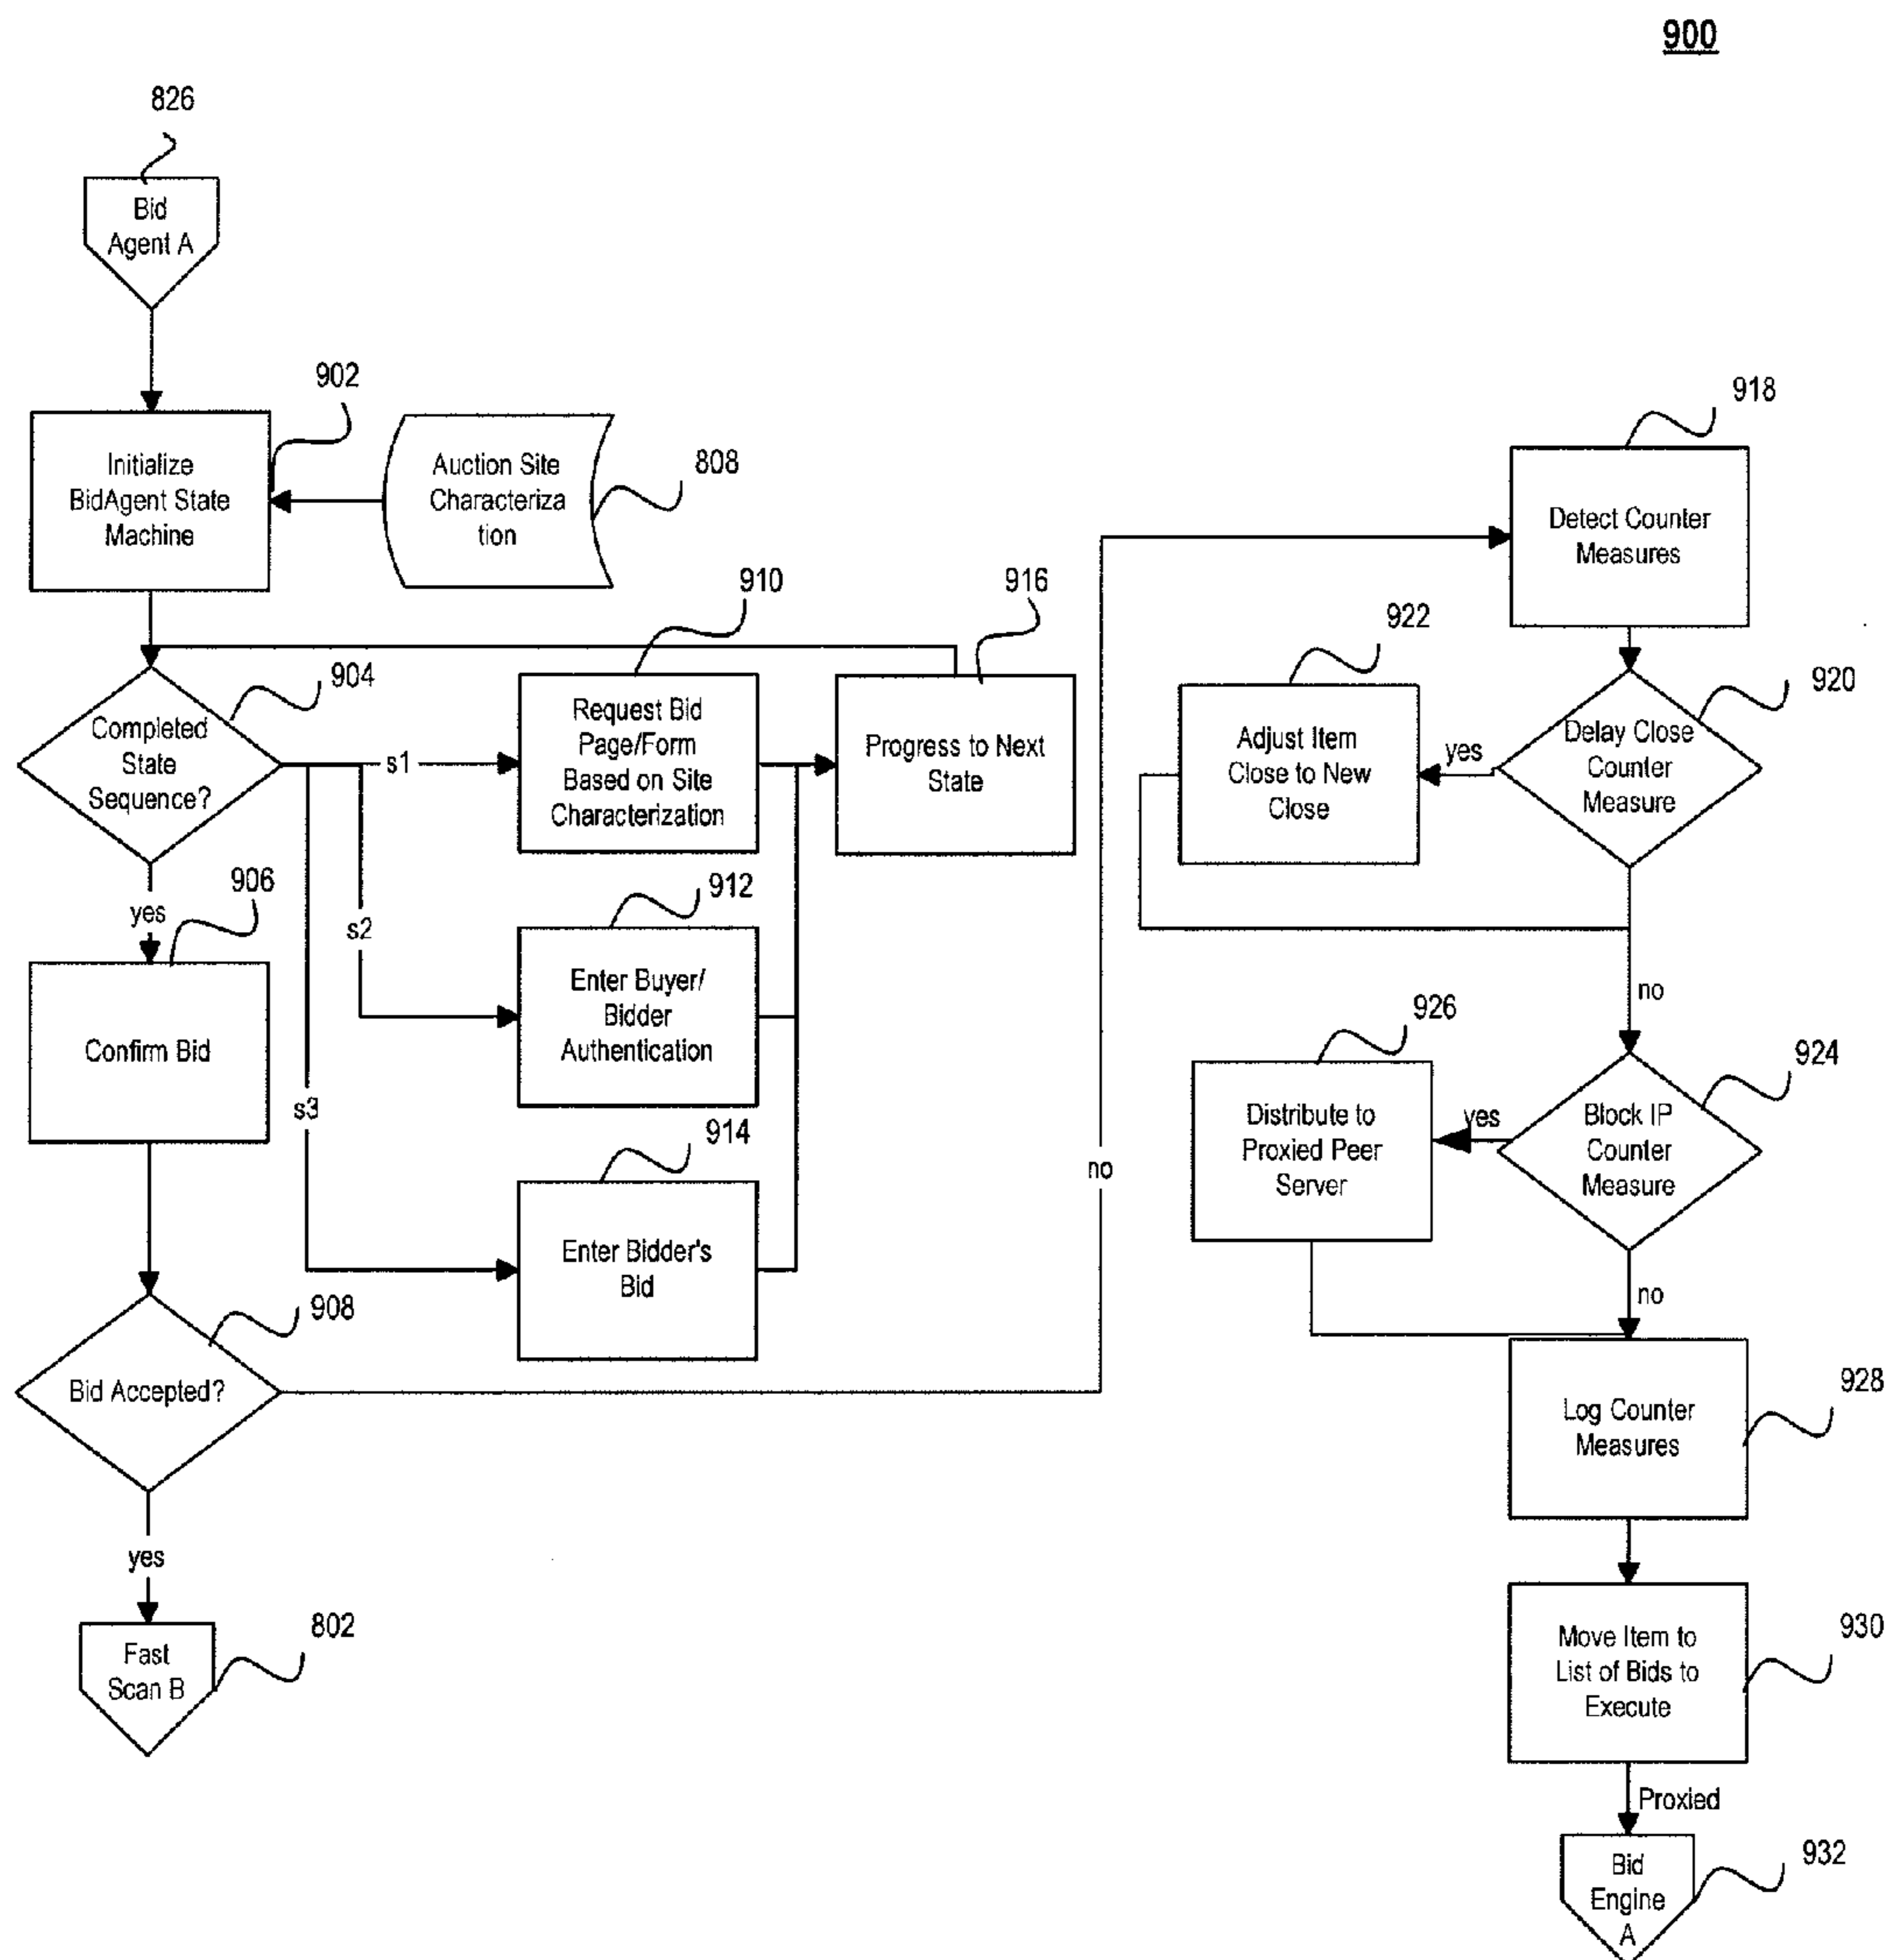 900
826
Bid
Agent A
902
Initialize
BidAgent State
Machine
Auction Site
Characteriza
tion
808
918
Detect Counter
Measures
910
916
922
904
Completed
State
Sequence?
s1
Request Bid
Page/Form
Based on Site
Characterization
Progress to Next
State
Adjust Item
Close to New
Close
yes
Delay Close
Counter
Measure
920
906
yes
s2
912
Enter Buyer/
Bidder
Authentication
no
926
924
Confirm Bid
s3
914
Enter Bidder's
Bid
no
Distribute to
Proxied Peer
Server
yes
Block IP
Counter
Measure
no
908
Bid Accepted?
928
Log Counter
Measures
yes
802
Fast
Scan B
930
Move Item to
List of Bids to
Execute
Proxied
932
Bid
Engine
A